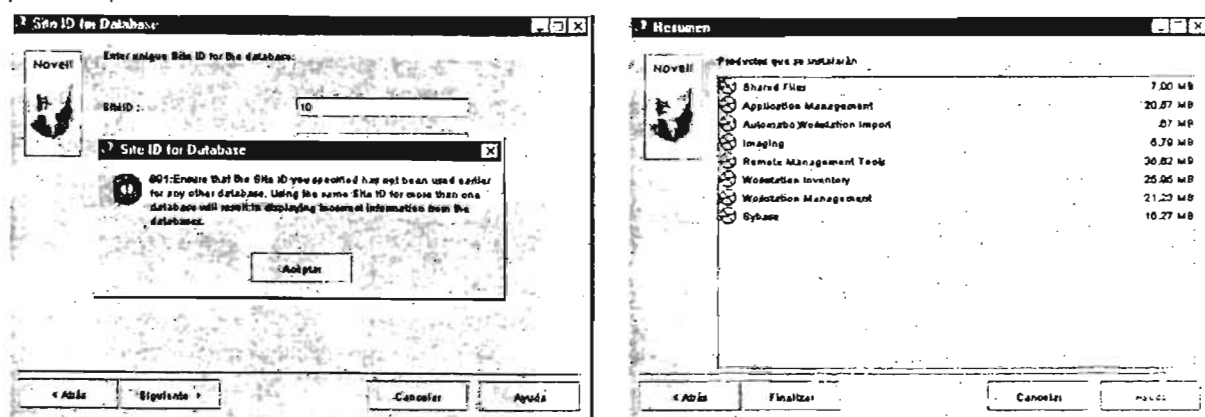 Site ID for Database
Novell
Enter unique Site ID for the database:
SiteID :
10
Site ID for Database
001:Ensure that the Site ID you specified has not been used earlier
for any other database. Using the same Site ID for more than one
database will result in displaying incorrect information from the
databases.
Aceptar
< Atrás
Siguiente >
Cancelar
Ayuda
Resumen
Novell
Productos que se instalarán
Shared Files 7,00 MB
Application Management 20,87 MB
Automatic Workstation Import ,87 MB
Imaging 6,79 MB
Remote Management Tools 36,82 MB
Workstation Inventory 25,95 MB
Workstation Management 21,23 MB
Sybase 16,27 MB
< Atrás
Finalizar
Cancelar
Ayuda